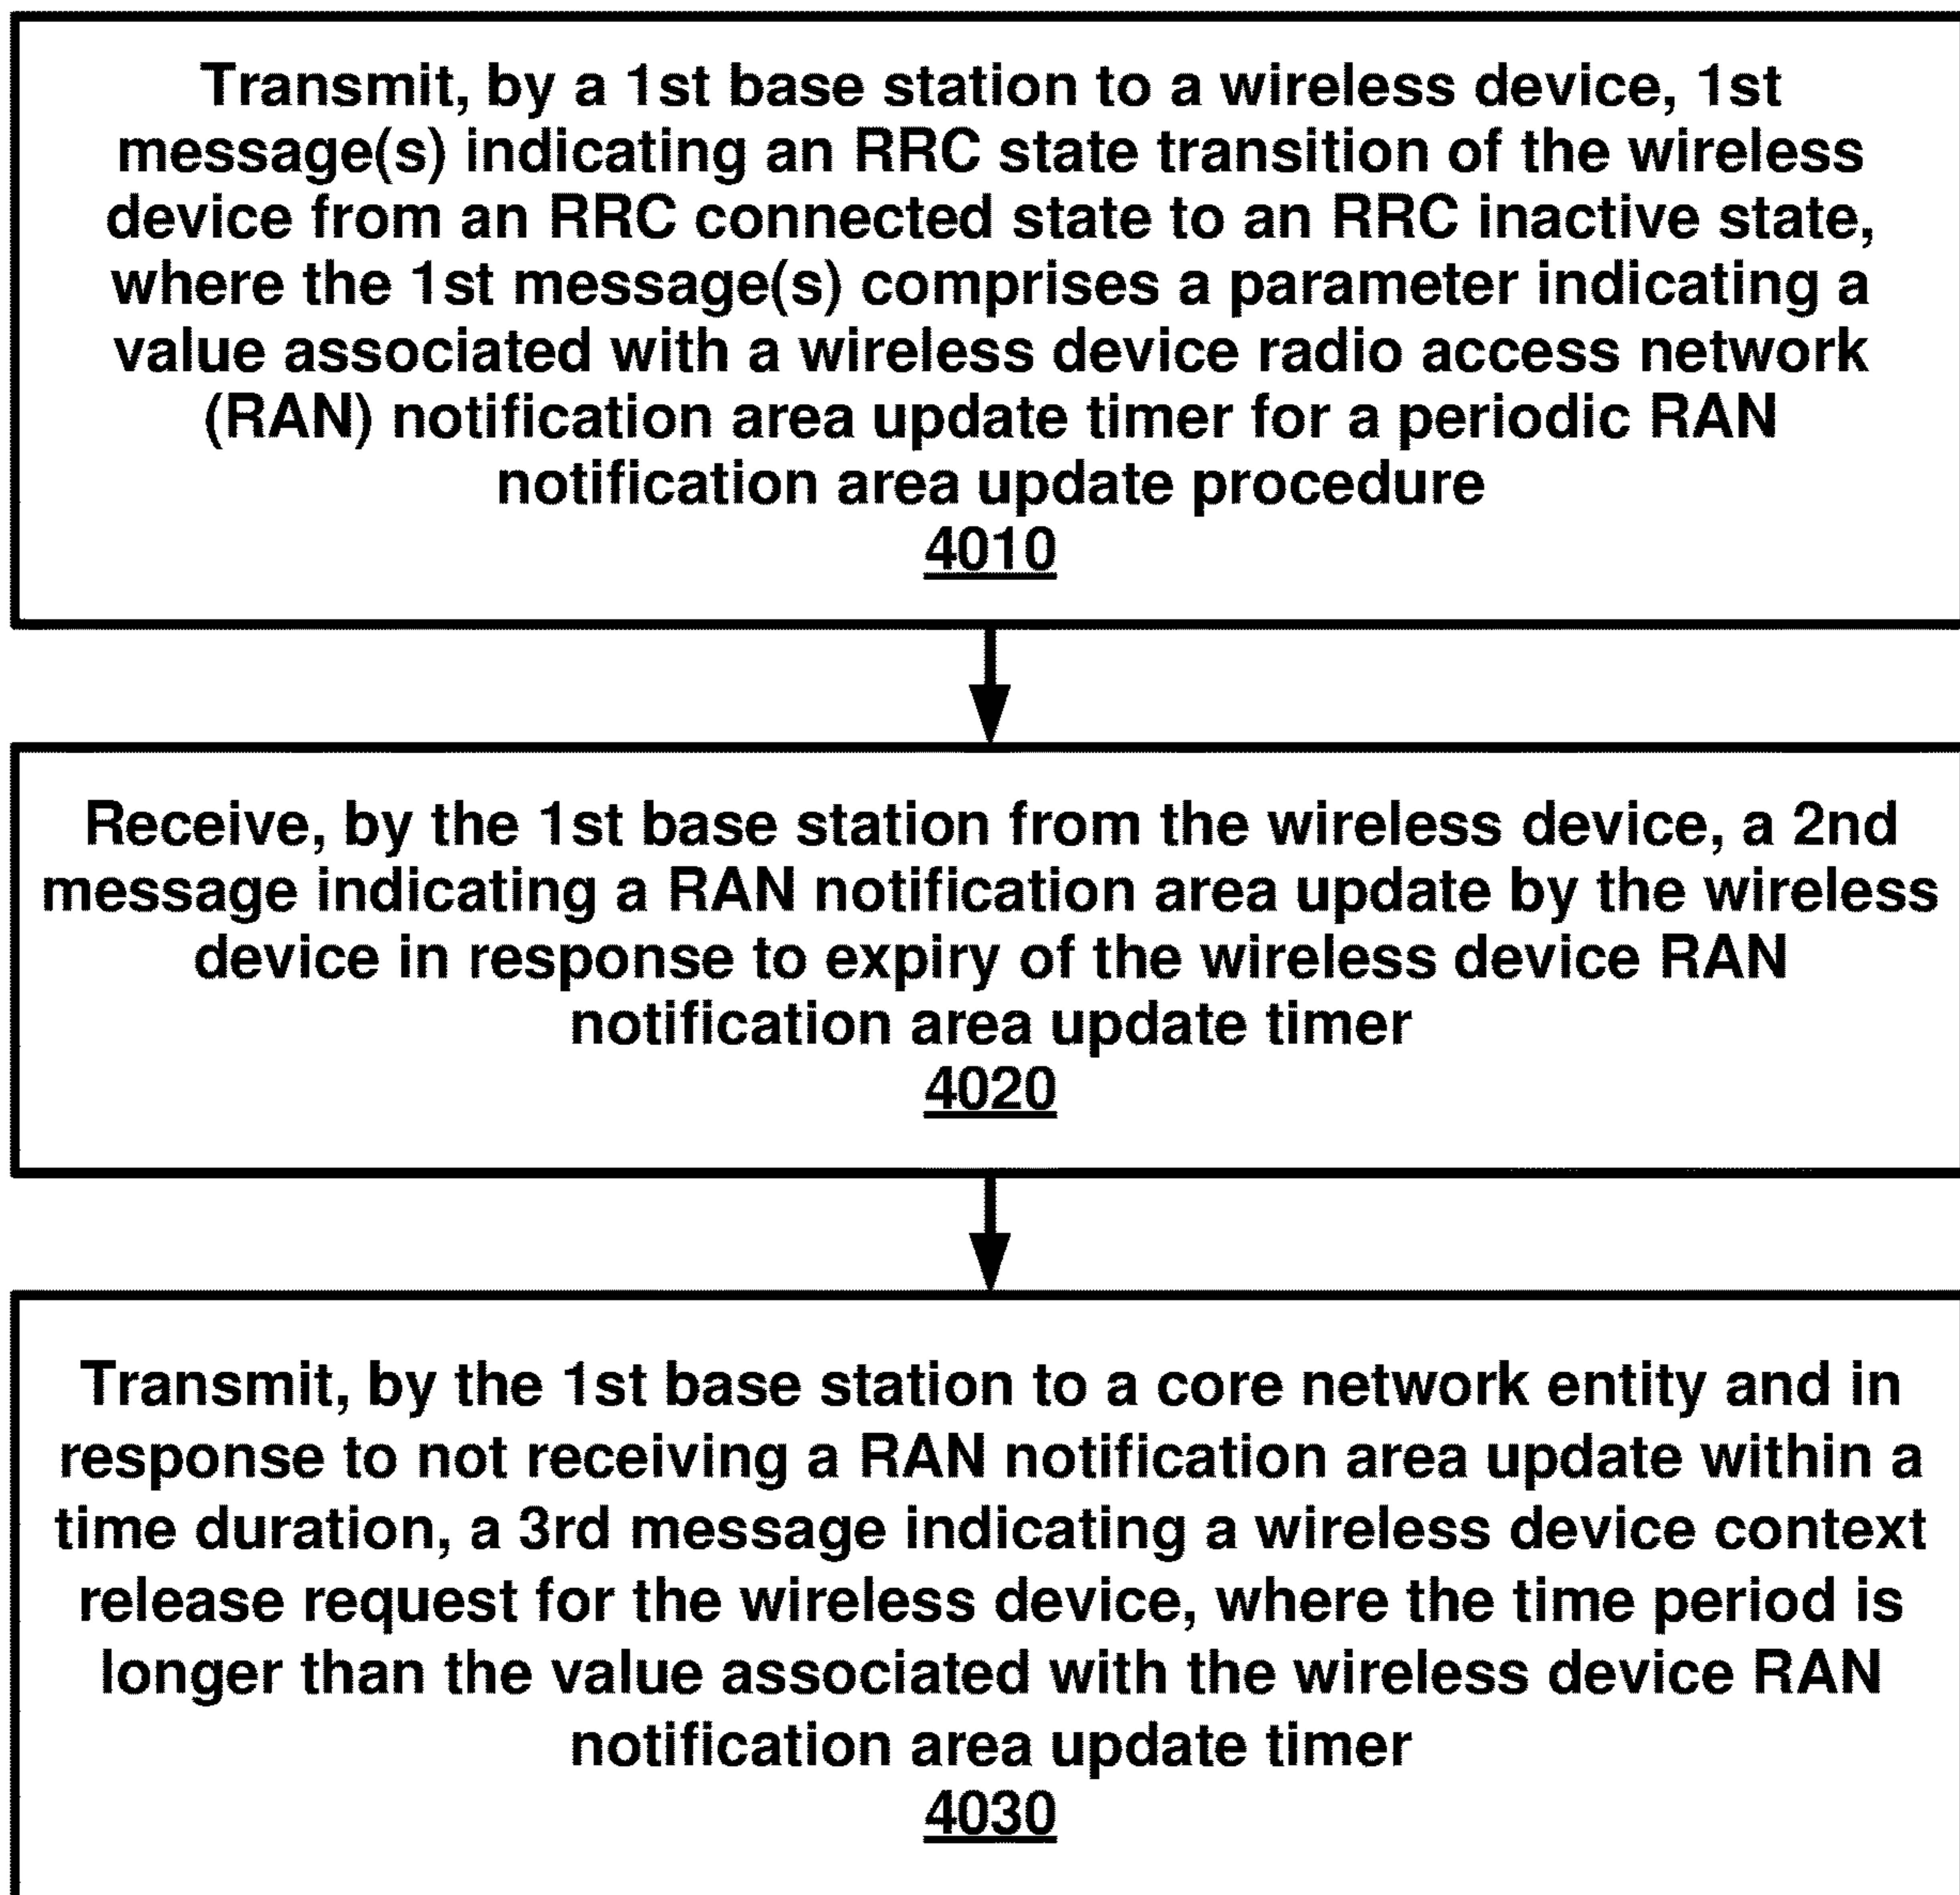 Transmit, by a 1st base station to a wireless device, 1st
message(s) indicating an RRC state transition of the wireless
device from an RRC connected state to an RRC inactive state,
where the 1st message(s) comprises a parameter indicating a
value associated with a wireless device radio access network
(RAN) notification area update timer for a periodic RAN
notification area update procedure
4010
Receive, by the 1st base station from the wireless device, a 2nd
message indicating a RAN notification area update by the wireless
device in response to expiry of the wireless device RAN
notification area update timer
4020
Transmit, by the 1st base station to a core network entity and in
response to not receiving a RAN notification area update within a
time duration, a 3rd message indicating a wireless device context
release request for the wireless device, where the time period is
longer than the value associated with the wireless device RAN
notification area update timer
4030